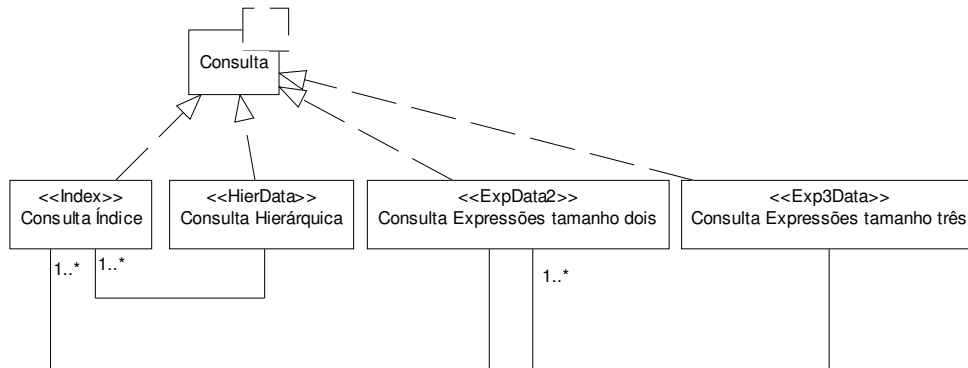 Consulta
<<Index>>
Consulta Índice
<<HierData>>
Consulta Hierárquica
<<ExpData2>>
Consulta Expressões tamanho dois
<<Exp3Data>>
Consulta Expressões tamanho três
1..*
1..*
1..*